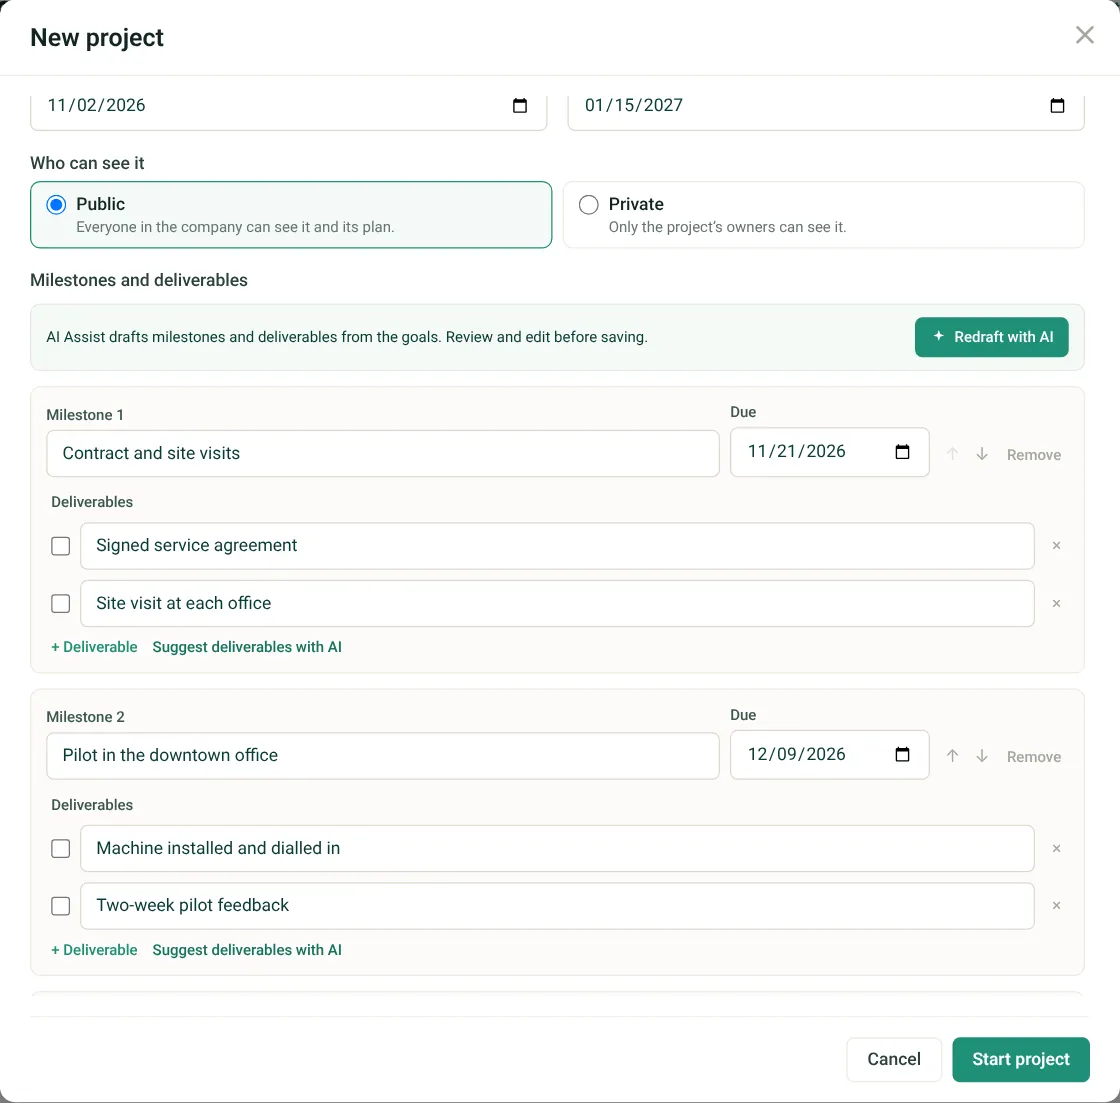 New project
11/02/2026
01/15/2027
Who can see it
Public
Everyone in the company can see it and its plan.
Private
Only the project’s owners can see it.
Milestones and deliverables
AI Assist drafts milestones and deliverables from the goals. Review and edit before saving.
Redraft with AI
Milestone 1
Due
Contract and site visits
11/21/2026
Remove
Deliverables
Signed service agreement
Site visit at each office
+ Deliverable
Suggest deliverables with AI
Milestone 2
Due
Pilot in the downtown office
12/09/2026
Remove
Deliverables
Machine installed and dialled in
Two-week pilot feedback
+ Deliverable
Suggest deliverables with AI
Cancel
Start project